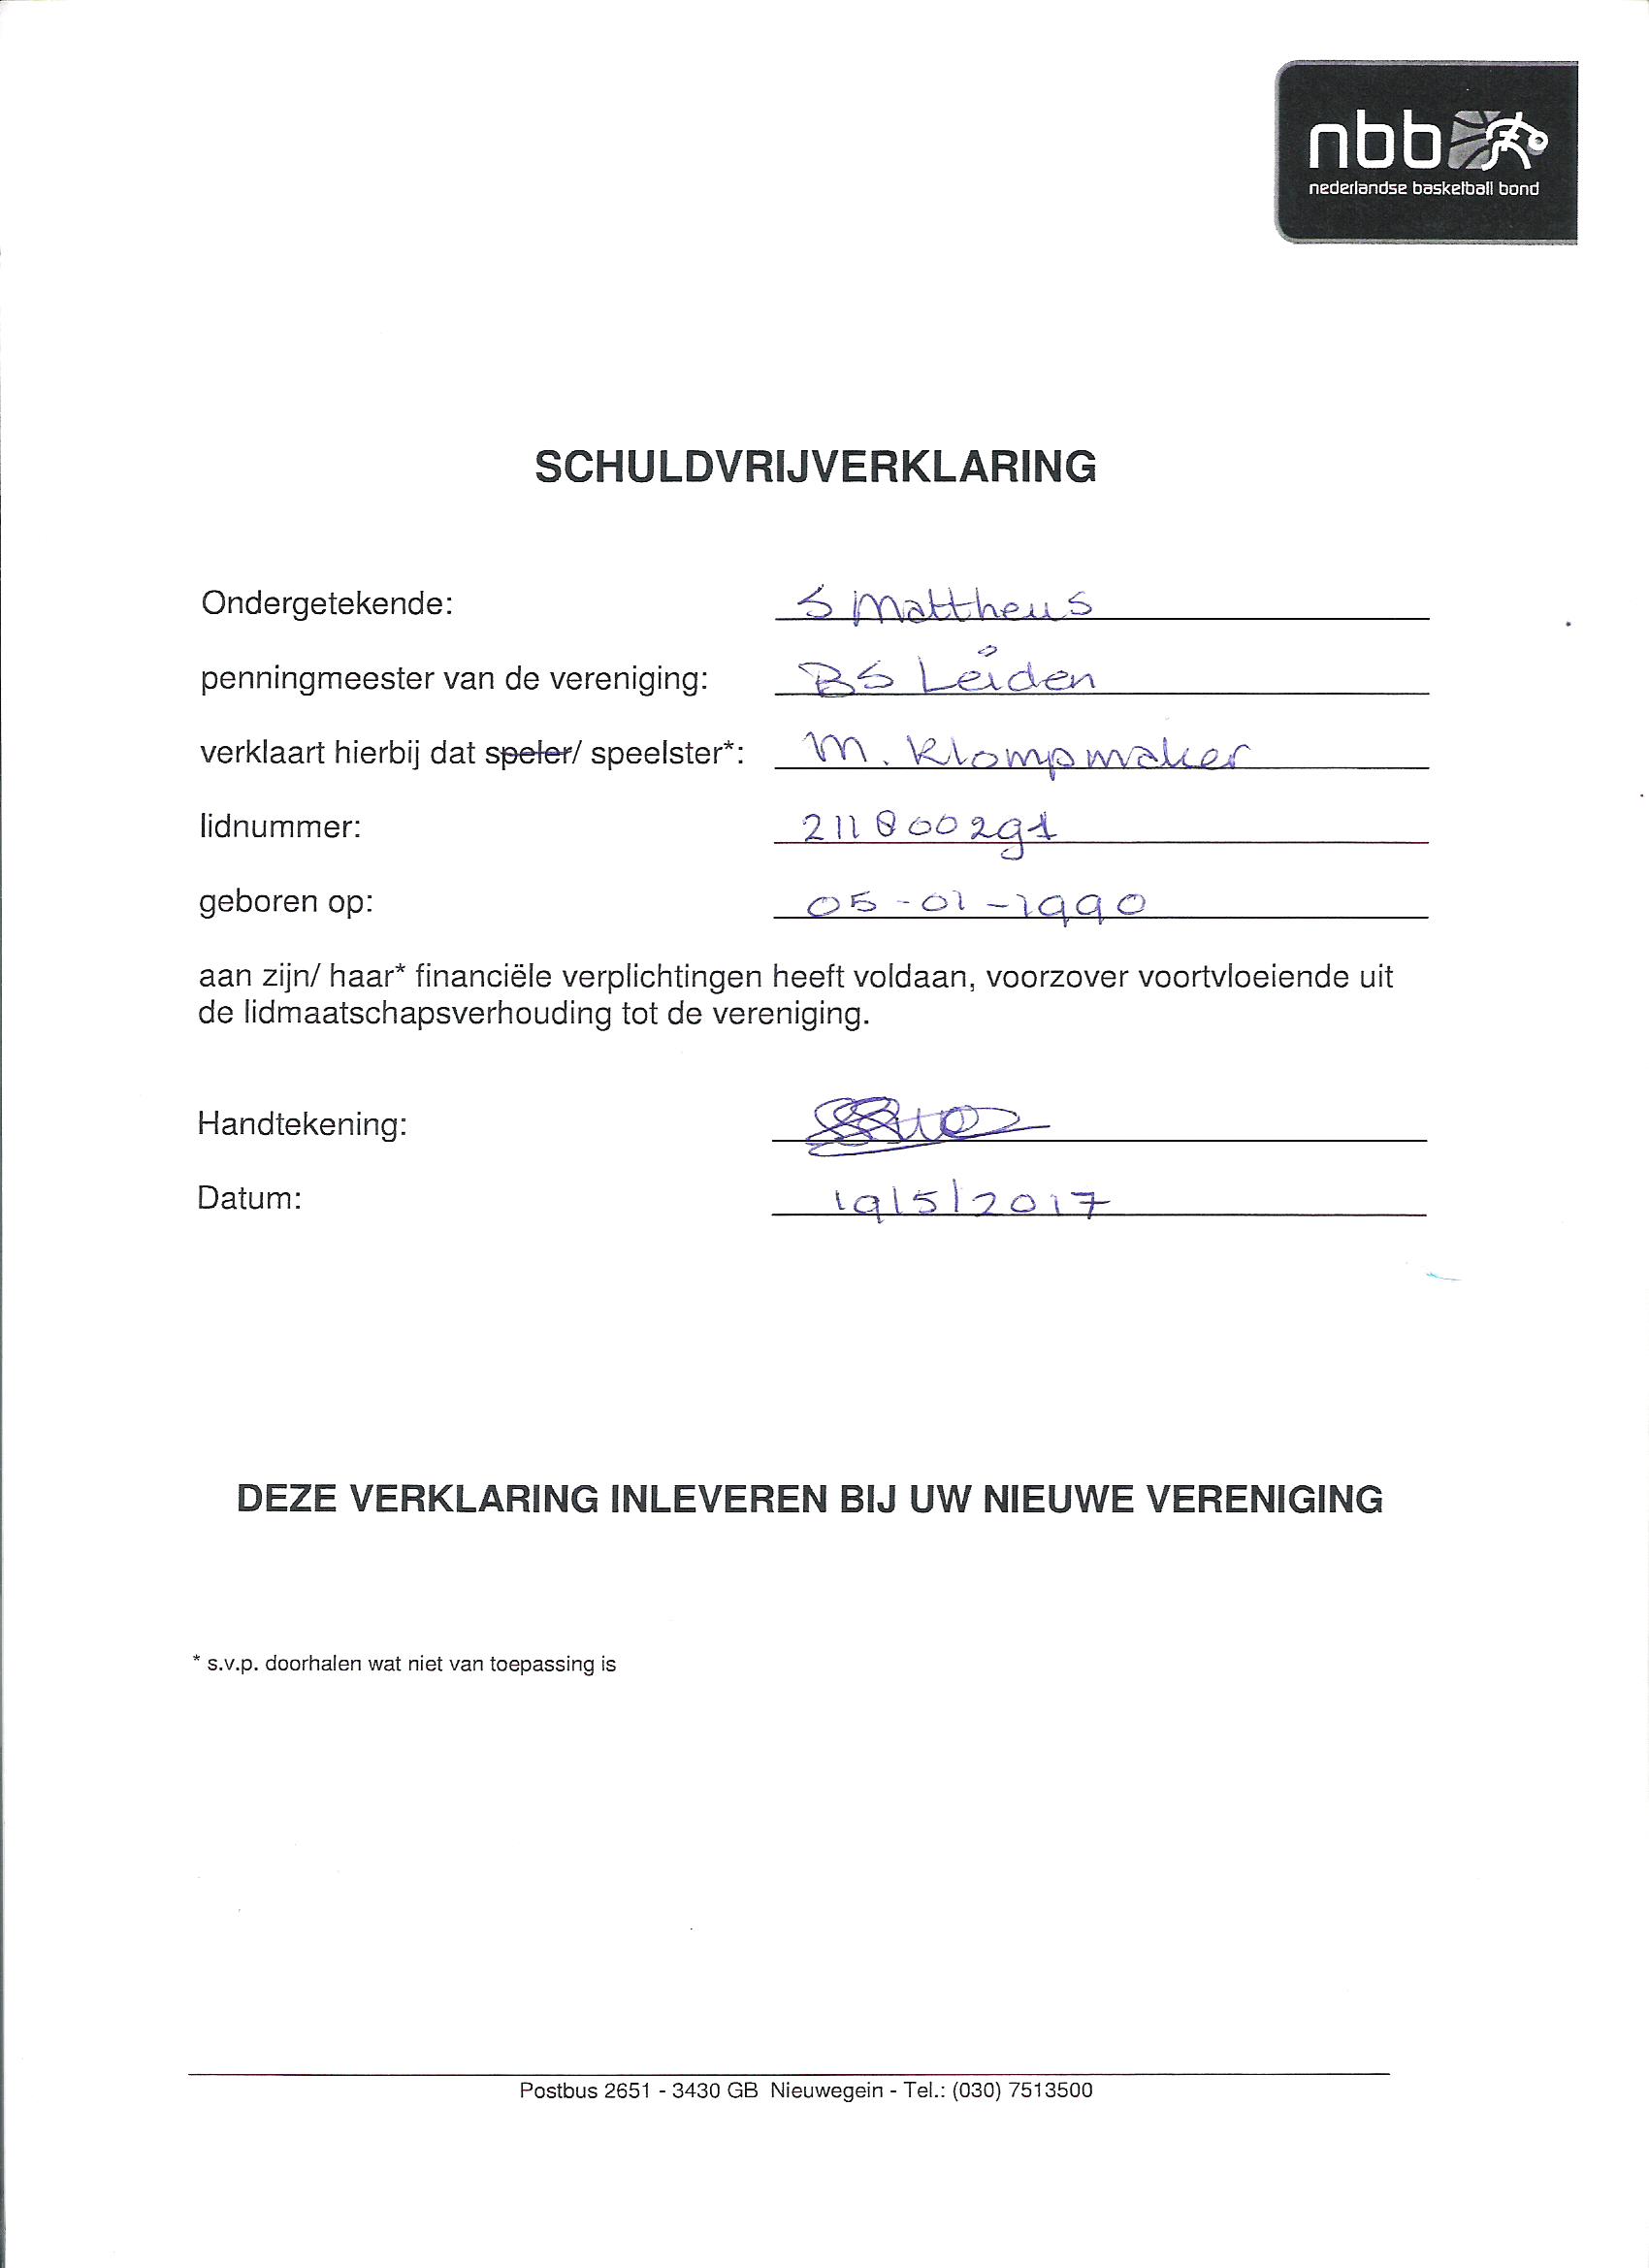 nbb
nederlandse basketball bond
SCHULDVRIJVERKLARING
Ondergetekende: S Mattheus
penningmeester van de vereniging: BS Leiden
verklaart hierbij dat speler/ speelster*: M. Klompmaker
lidnummer: 211800291
geboren op: 05-01-1990
aan zijn/ haar* financiële verplichtingen heeft voldaan, voorzover voortvloeiende uit
de lidmaatschapsverhouding tot de vereniging.
Handtekening:
Datum: 19/5/2017
DEZE VERKLARING INLEVEREN BIJ UW NIEUWE VERENIGING
* s.v.p. doorhalen wat niet van toepassing is
Postbus 2651 - 3430 GB Nieuwegein - Tel.: (030) 7513500